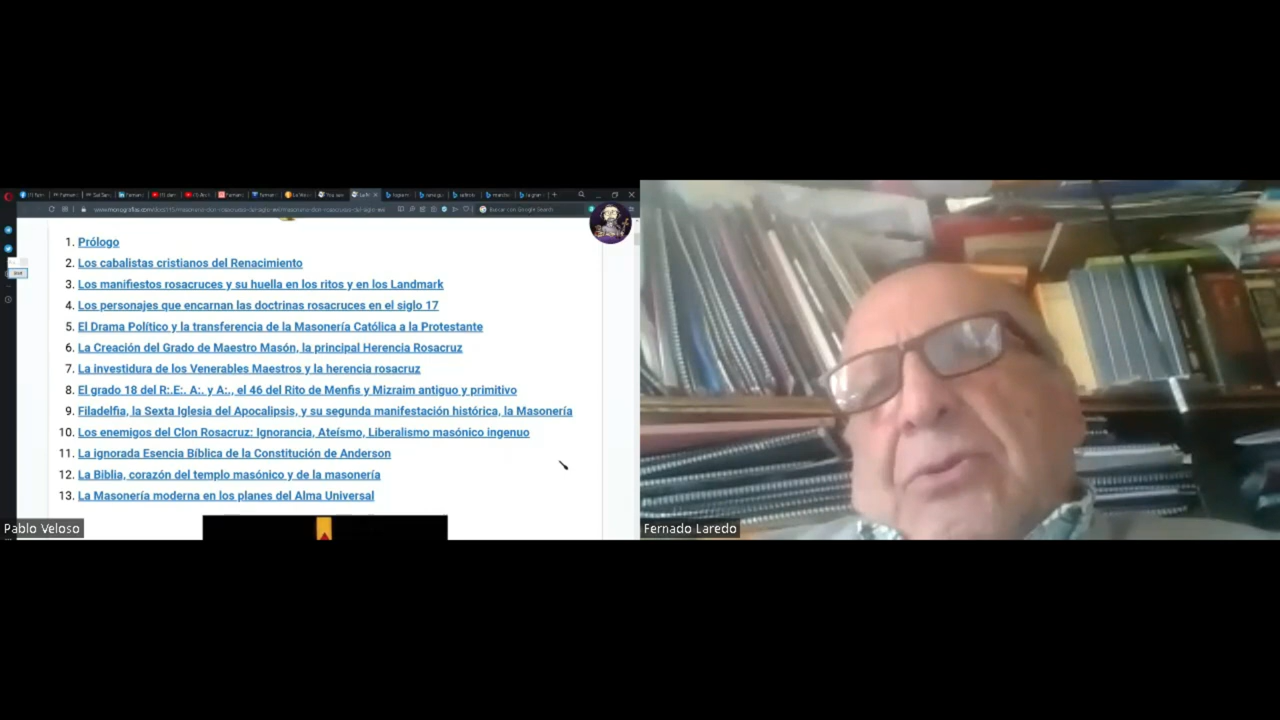 1. Prólogo
2. Los cabalistas cristianos del Renacimiento
3. Los manifiestos rosacruces y su huella en los ritos y en los Landmark
4. Los personajes que encarnan las doctrinas rosacruces en el siglo 17
5. El Drama Político y la transferencia de la Masonería Católica a la Protestante
6. La Creación del Grado de Maestro Masón, la principal Herencia Rosacruz
7. La investidura de los Venerables Maestros y la herencia rosacruz
8. El grado 18 del R:.E:. A:. y A:., el 46 del Rito de Menfis y Mizraim antiguo y primitivo
9. Filadelfia, la Sexta Iglesia del Apocalipsis, y su segunda manifestación histórica, la Masonería
10. Los enemigos del Clon Rosacruz: Ignorancia, Ateísmo, Liberalismo masónico ingenuo
11. La ignorada Esencia Bíblica de la Constitución de Anderson
12. La Biblia, corazón del templo masónico y de la masonería
13. La Masonería moderna en los planes del Alma Universal
Pablo Veloso
Fernado Laredo